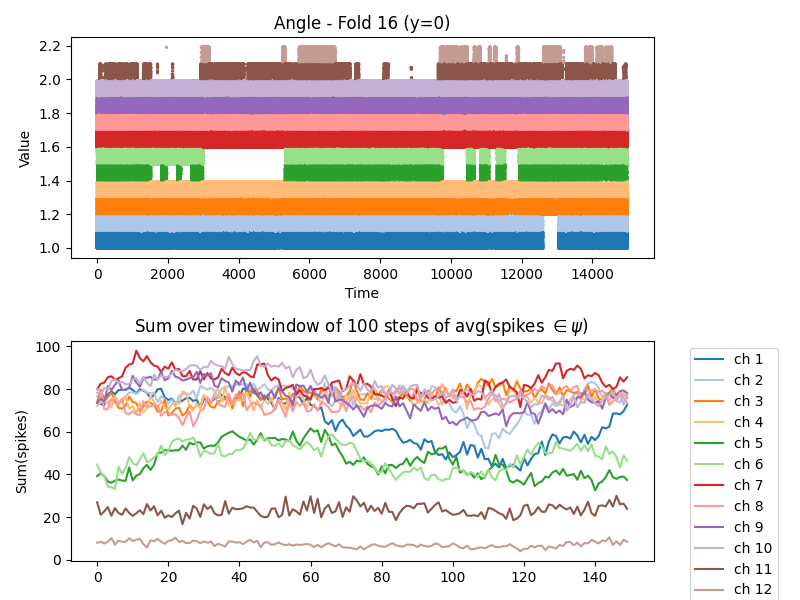 Angle - Fold 16 (y=0)
2.2
2.0
1.8
1.6
1.4
1.2
1.0
Value
0 2000 4000 6000 8000 10000 12000 14000
Time
Sum over timewindow of 100 steps of avg(spikes ∈ ψ)
100
80
60
40
20
0
Sum(spikes)
0 20 40 60 80 100 120 140
ch 1
ch 2
ch 3
ch 4
ch 5
ch 6
ch 7
ch 8
ch 9
ch 10
ch 11
ch 12